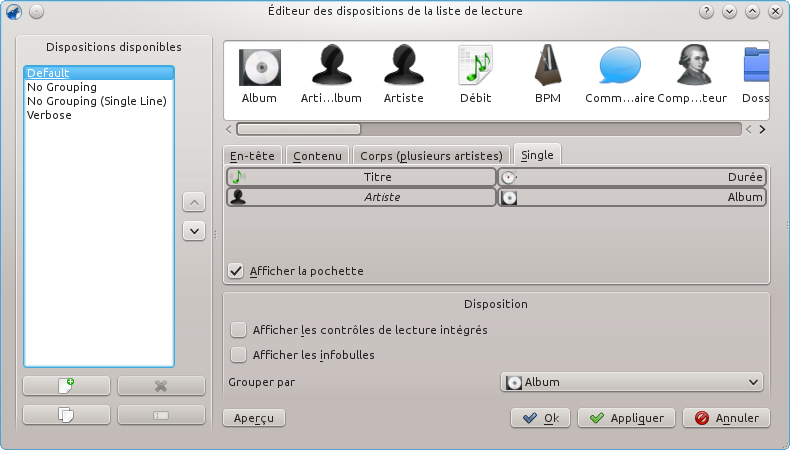 Éditeur des dispositions de la liste de lecture
Dispositions disponibles
Default
No Grouping
No Grouping (Single Line)
Verbose
Album
Arti...lbum
Artiste
Débit
BPM
Comm...aire
Comp...teur
Doss
En-tête
Contenu
Corps (plusieurs artistes)
Single
Titre
Durée
Artiste
Album
Afficher la pochette
Disposition
Afficher les contrôles de lecture intégrés
Afficher les infobulles
Grouper par
Album
Aperçu
Ok
Appliguer
Annuler